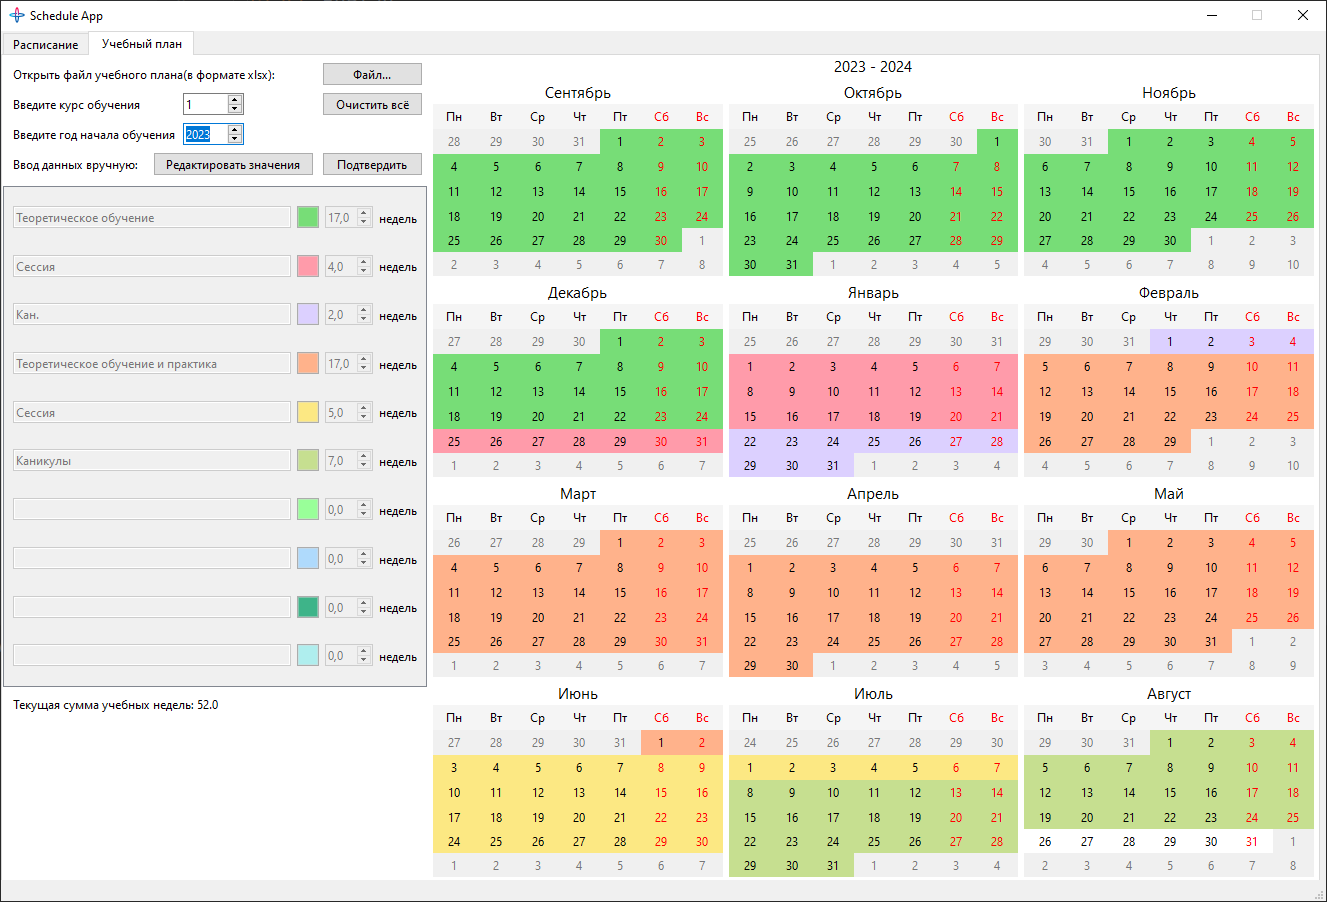 Schedule App
Расписание Учебный план
Открыть файл учебного плана(в формате xlsx): Файл...
Введите курс обучения 1 Очистить всё
Введите год начала обучения 2023
Ввод данных вручную: Редактировать значения Подтвердить
Теоретическое обучение 17,0 недель
Сессия 4,0 недель
Кан. 2,0 недель
Теоретическое обучение и практика 17,0 недель
Сессия 5,0 недель
Каникулы 7,0 недель
0,0 недель
0,0 недель
0,0 недель
0,0 недель
Текущая сумма учебных недель: 52.0
2023 - 2024
Сентябрь
Пн Вт Ср Чт Пт Сб Вс
28 29 30 31 1 2 3
4 5 6 7 8 9 10
11 12 13 14 15 16 17
18 19 20 21 22 23 24
25 26 27 28 29 30 1
2 3 4 5 6 7 8
Октябрь
Пн Вт Ср Чт Пт Сб Вс
25 26 27 28 29 30 1
2 3 4 5 6 7 8
9 10 11 12 13 14 15
16 17 18 19 20 21 22
23 24 25 26 27 28 29
30 31 1 2 3 4 5
Ноябрь
Пн Вт Ср Чт Пт Сб Вс
30 31 1 2 3 4 5
6 7 8 9 10 11 12
13 14 15 16 17 18 19
20 21 22 23 24 25 26
27 28 29 30 1 2 3
4 5 6 7 8 9 10
Декабрь
Пн Вт Ср Чт Пт Сб Вс
27 28 29 30 1 2 3
4 5 6 7 8 9 10
11 12 13 14 15 16 17
18 19 20 21 22 23 24
25 26 27 28 29 30 31
1 2 3 4 5 6 7
Январь
Пн Вт Ср Чт Пт Сб Вс
25 26 27 28 29 30 31
1 2 3 4 5 6 7
8 9 10 11 12 13 14
15 16 17 18 19 20 21
22 23 24 25 26 27 28
29 30 31 1 2 3 4
Февраль
Пн Вт Ср Чт Пт Сб Вс
29 30 31 1 2 3 4
5 6 7 8 9 10 11
12 13 14 15 16 17 18
19 20 21 22 23 24 25
26 27 28 29 1 2 3
4 5 6 7 8 9 10
Март
Пн Вт Ср Чт Пт Сб Вс
26 27 28 29 1 2 3
4 5 6 7 8 9 10
11 12 13 14 15 16 17
18 19 20 21 22 23 24
25 26 27 28 29 30 31
1 2 3 4 5 6 7
Апрель
Пн Вт Ср Чт Пт Сб Вс
25 26 27 28 29 30 31
1 2 3 4 5 6 7
8 9 10 11 12 13 14
15 16 17 18 19 20 21
22 23 24 25 26 27 28
29 30 1 2 3 4 5
Май
Пн Вт Ср Чт Пт Сб Вс
29 30 1 2 3 4 5
6 7 8 9 10 11 12
13 14 15 16 17 18 19
20 21 22 23 24 25 26
27 28 29 30 31 1 2
3 4 5 6 7 8 9
Июнь
Пн Вт Ср Чт Пт Сб Вс
27 28 29 30 31 1 2
3 4 5 6 7 8 9
10 11 12 13 14 15 16
17 18 19 20 21 22 23
24 25 26 27 28 29 30
1 2 3 4 5 6 7
Июль
Пн Вт Ср Чт Пт Сб Вс
24 25 26 27 28 29 30
1 2 3 4 5 6 7
8 9 10 11 12 13 14
15 16 17 18 19 20 21
22 23 24 25 26 27 28
29 30 31 1 2 3 4
Август
Пн Вт Ср Чт Пт Сб Вс
29 30 31 1 2 3 4
5 6 7 8 9 10 11
12 13 14 15 16 17 18
19 20 21 22 23 24 25
26 27 28 29 30 31 1
2 3 4 5 6 7 8